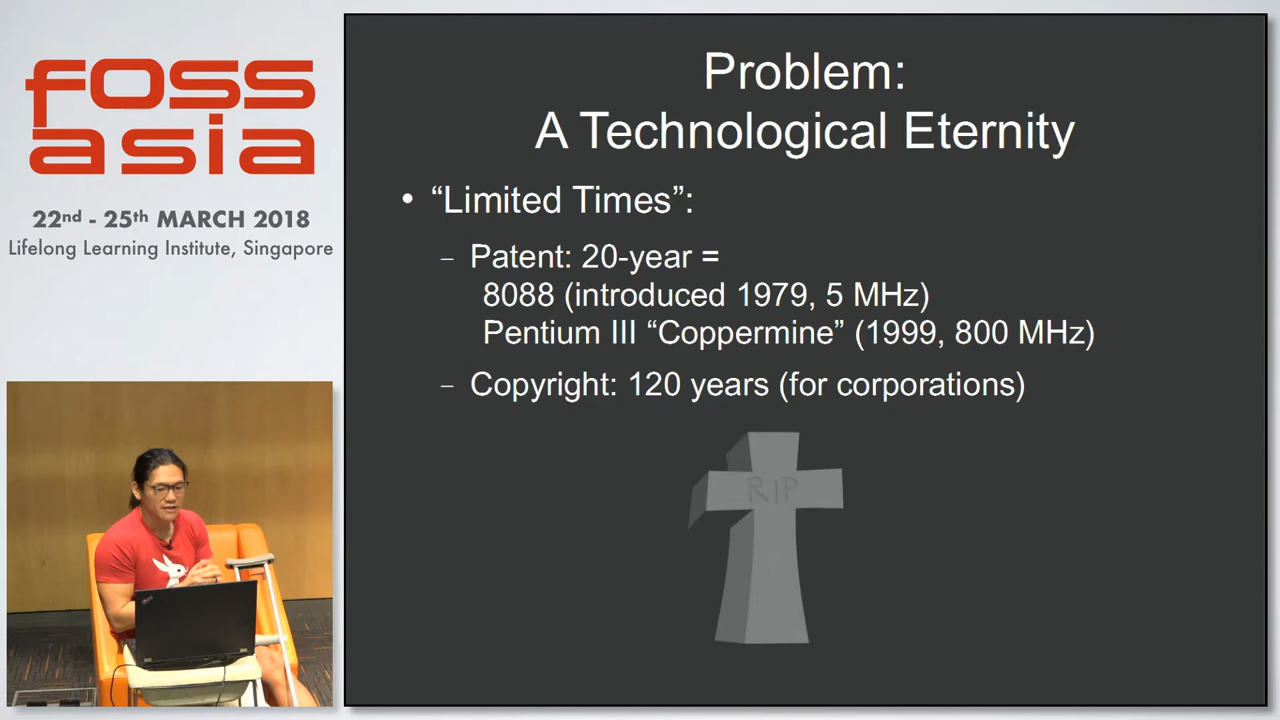 foss
asia
22nd - 25th MARCH 2018
Lifelong Learning Institute, Singapore
Problem:
A Technological Eternity
• “Limited Times”:
– Patent: 20-year =
8088 (introduced 1979, 5 MHz)
Pentium III “Coppermine” (1999, 800 MHz)
– Copyright: 120 years (for corporations)
RIP